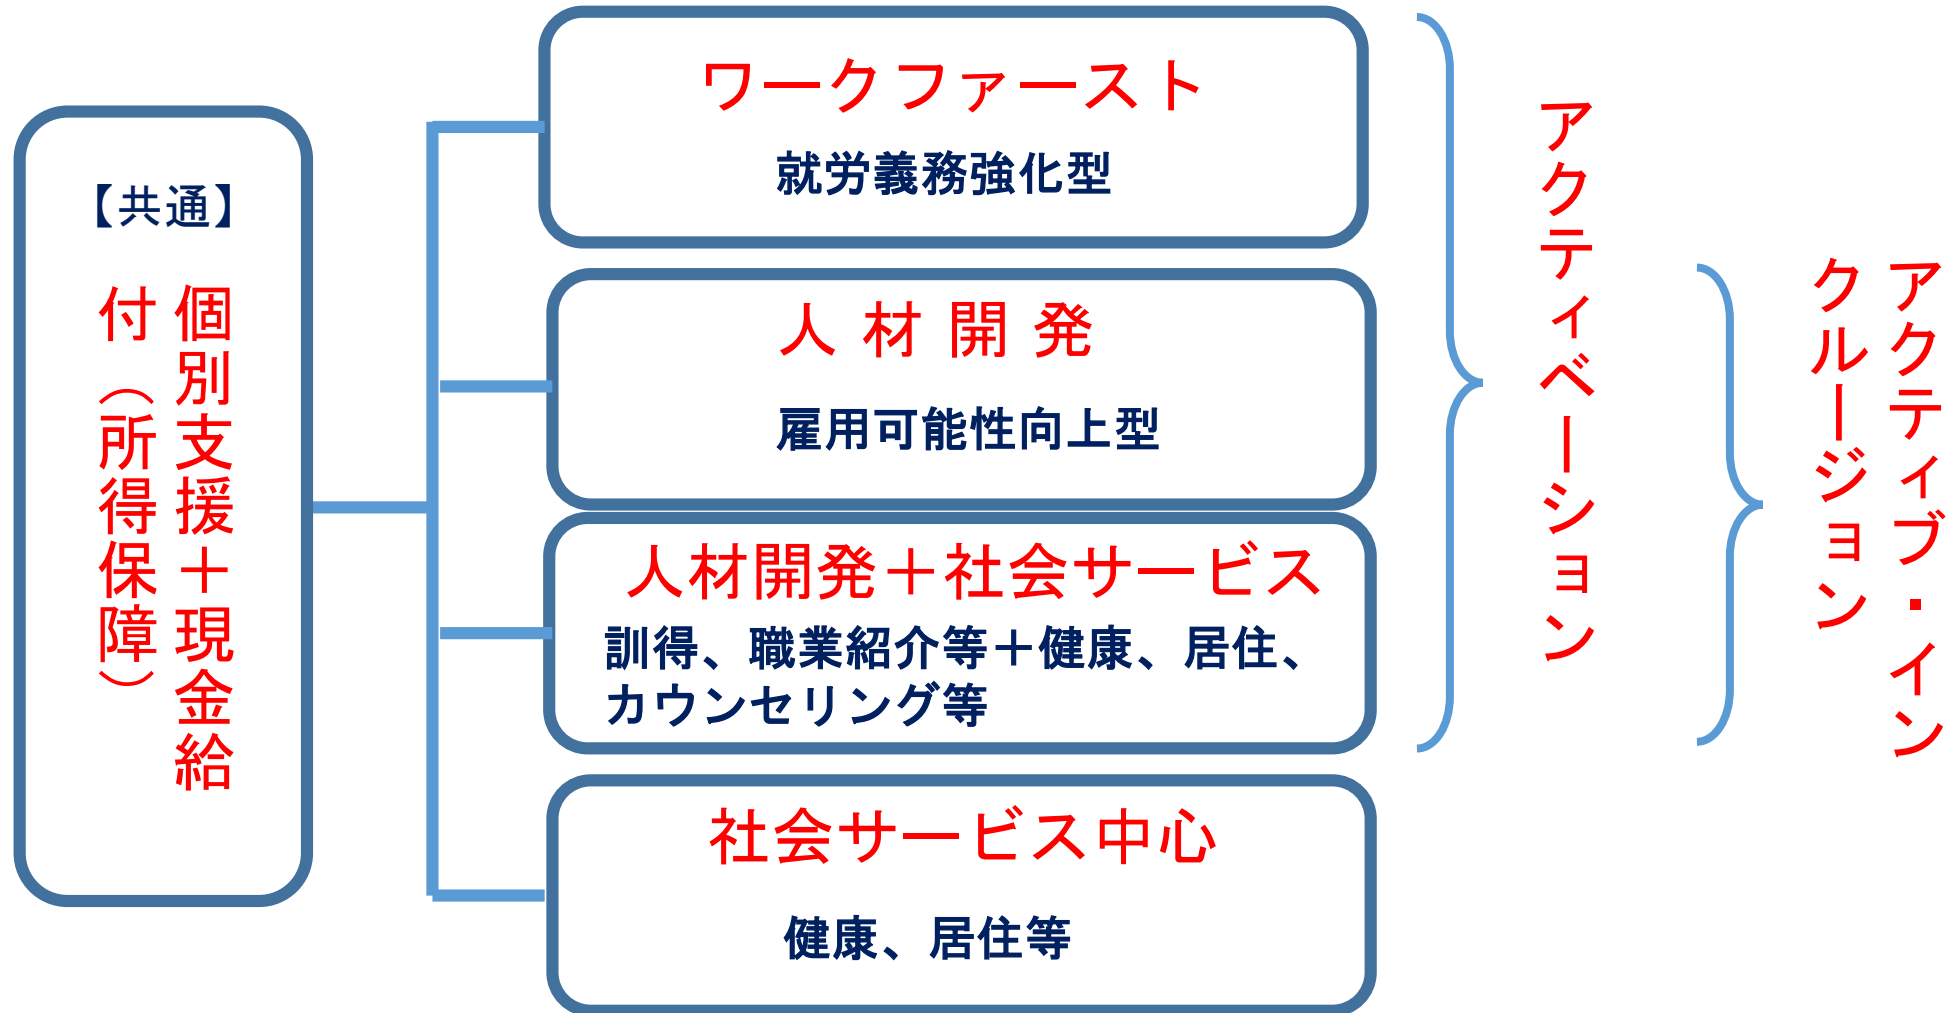 【共通】
個別支援＋現金給
付（所得保障）
ワークファースト
就労義務強化型
人材開発
雇用可能性向上型
人材開発＋社会サービス
訓得、職業紹介等＋健康、居住、
カウンセリング等
社会サービス中心
健康、居住等
アクティベーション
アクティブ・イン
クルージョン